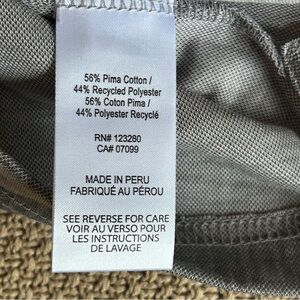 56% Pima Cotton /
44% Recycled Polyester
56% Coton Pima /
44% Polyester Recyclé
RN# 123280
CA# 07099
MADE IN PERU
FABRIQUÉ AU PÉROU
SEE REVERSE FOR CARE
VOIR AU VERSO POUR
LES INSTRUCTIONS
DE LAVAGE